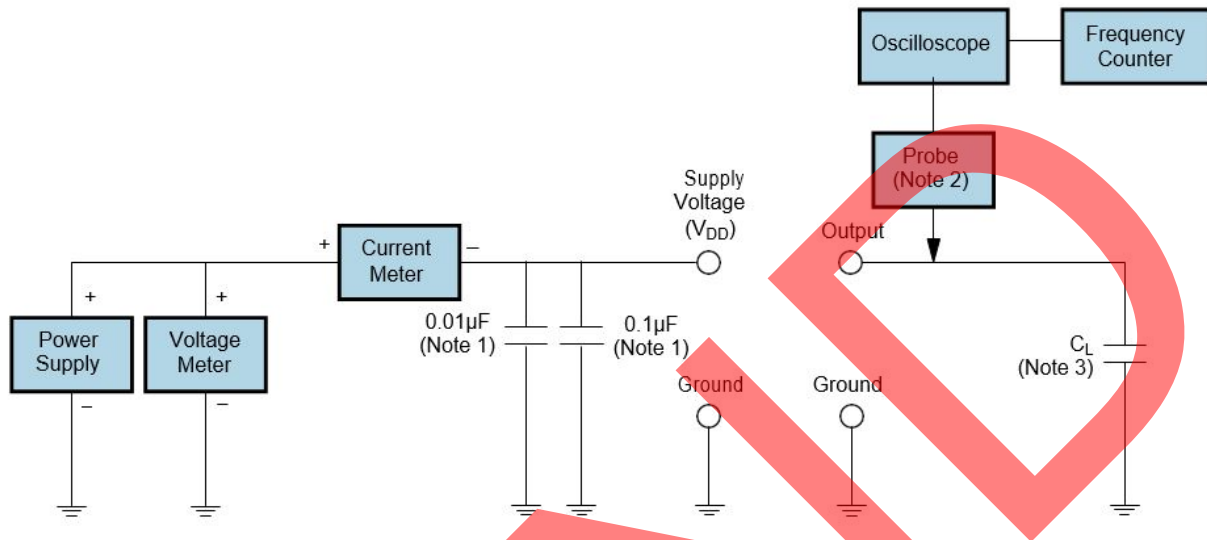 Oscilloscope
Frequency
Counter
Probe
(Note 2)
Supply
Voltage
(VDD)
Output
+
Current
Meter
–
+
+
0.01µF
(Note 1)
0.1µF
(Note 1)
Power
Supply
Voltage
Meter
CL
(Note 3)
Ground
Ground
–
–